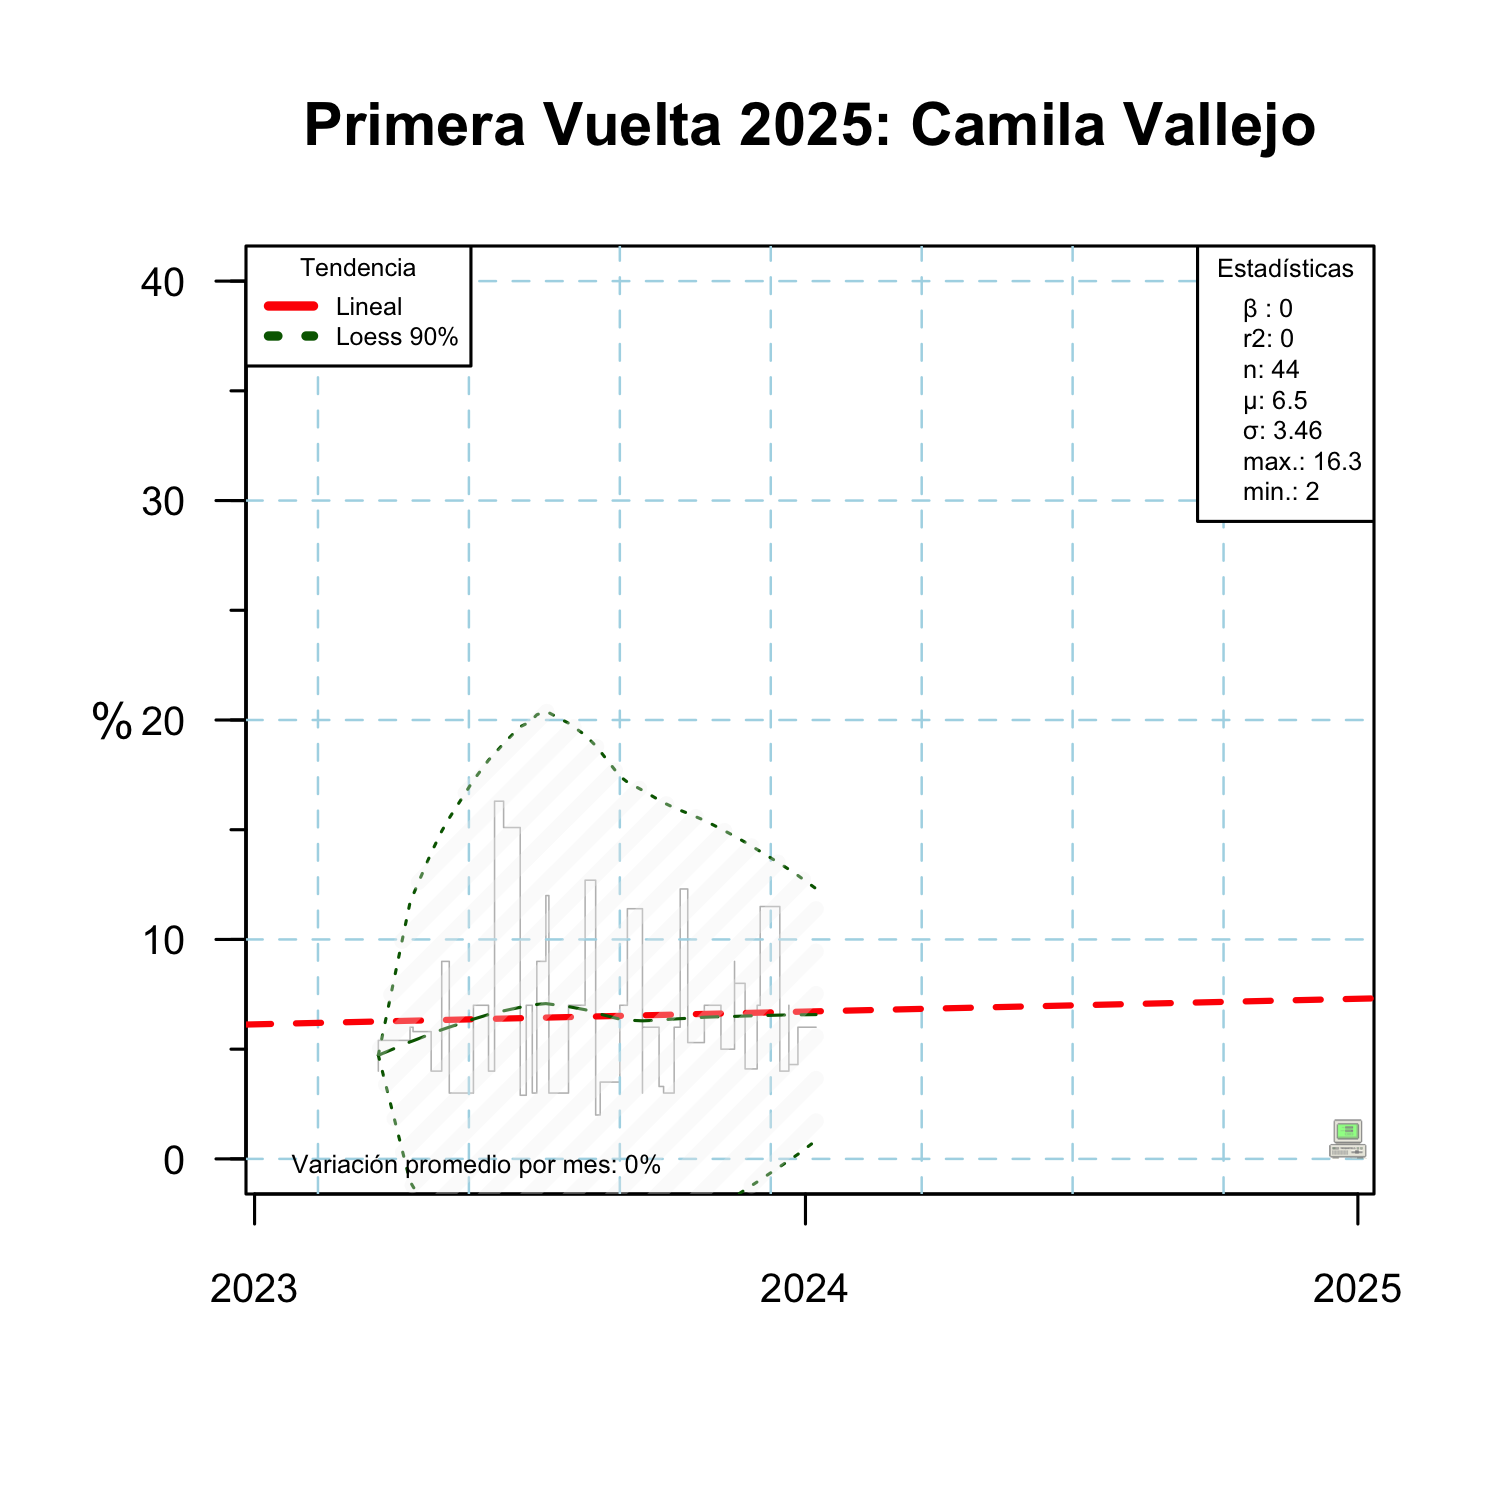 Primera Vuelta 2025: Camila Vallejo
Tendencia
Lineal
Loess 90%
Estadísticas
β : 0
r2: 0
n: 44
μ: 6.5
σ: 3.46
max.: 16.3
min.: 2
40
30
%
20
10
0
Variación promedio por mes: 0%
2023
2024
2025